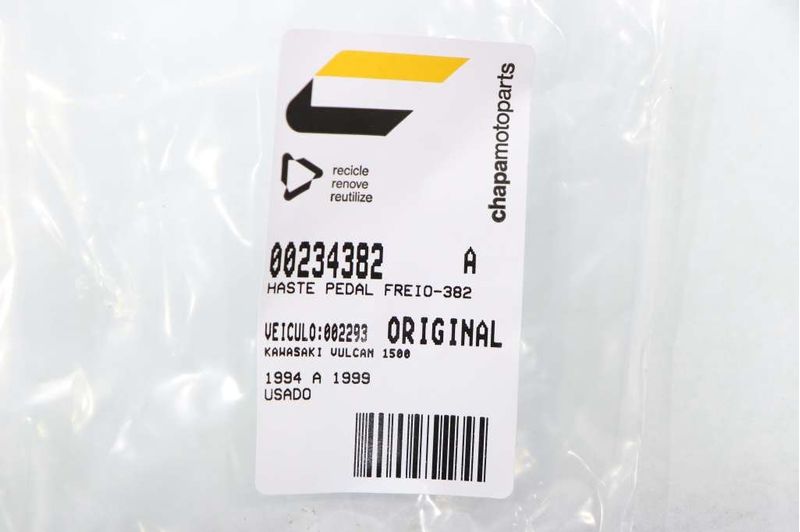 chapamotoparts
recicle
renove
reutilize
00234382 A
HASTE PEDAL FREIO-382
VEICULO:002293 ORIGINAL
KAWASAKI VULCAN 1500
1994 A 1999
USADO